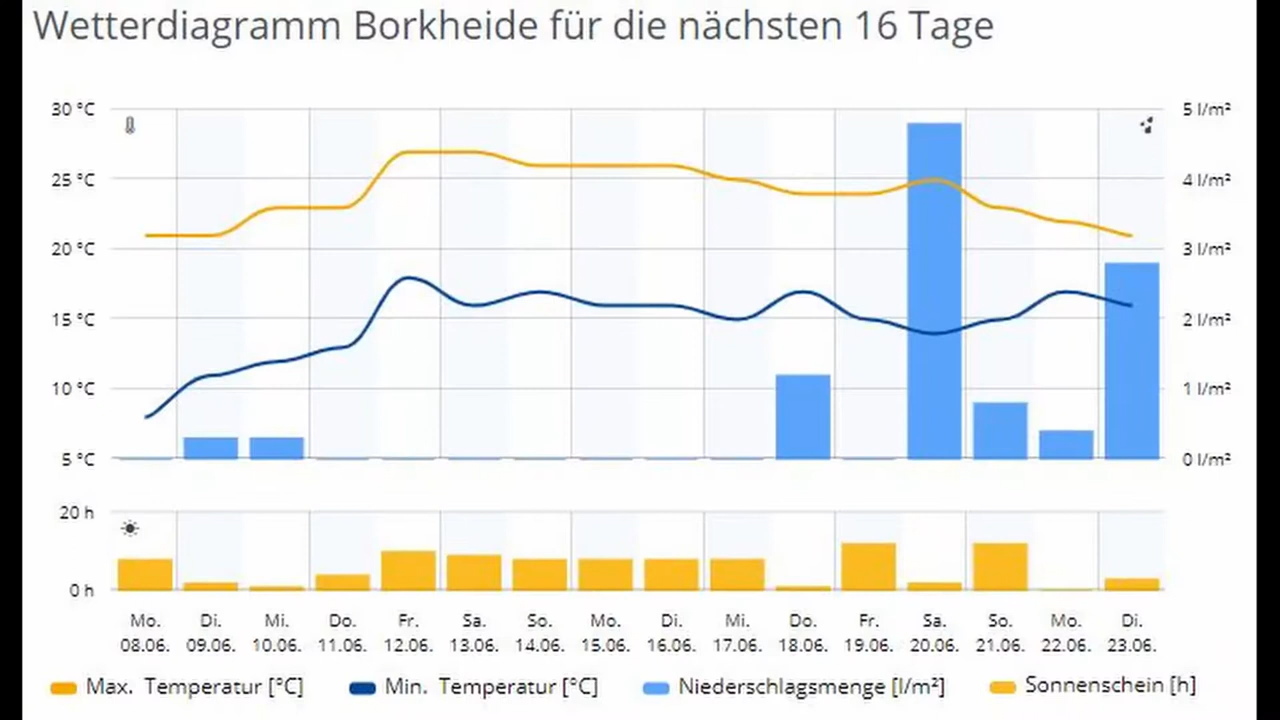 Wetterdiagramm Borkheide für die nächsten 16 Tage
30 °C 5 l/m²
25 °C 4 l/m²
20 °C 3 l/m²
15 °C 2 l/m²
10 °C 1 l/m²
5 °C 0 l/m²
20 h
0 h
Mo. Di. Mi. Do. Fr. Sa. So. Mo. Di. Mi. Do. Fr. Sa. So. Mo. Di.
08.06. 09.06. 10.06. 11.06. 12.06. 13.06. 14.06. 15.06. 16.06. 17.06. 18.06. 19.06. 20.06. 21.06. 22.06. 23.06.
Max. Temperatur [°C] Min. Temperatur [°C] Niederschlagsmenge [l/m²] Sonnenschein [h]